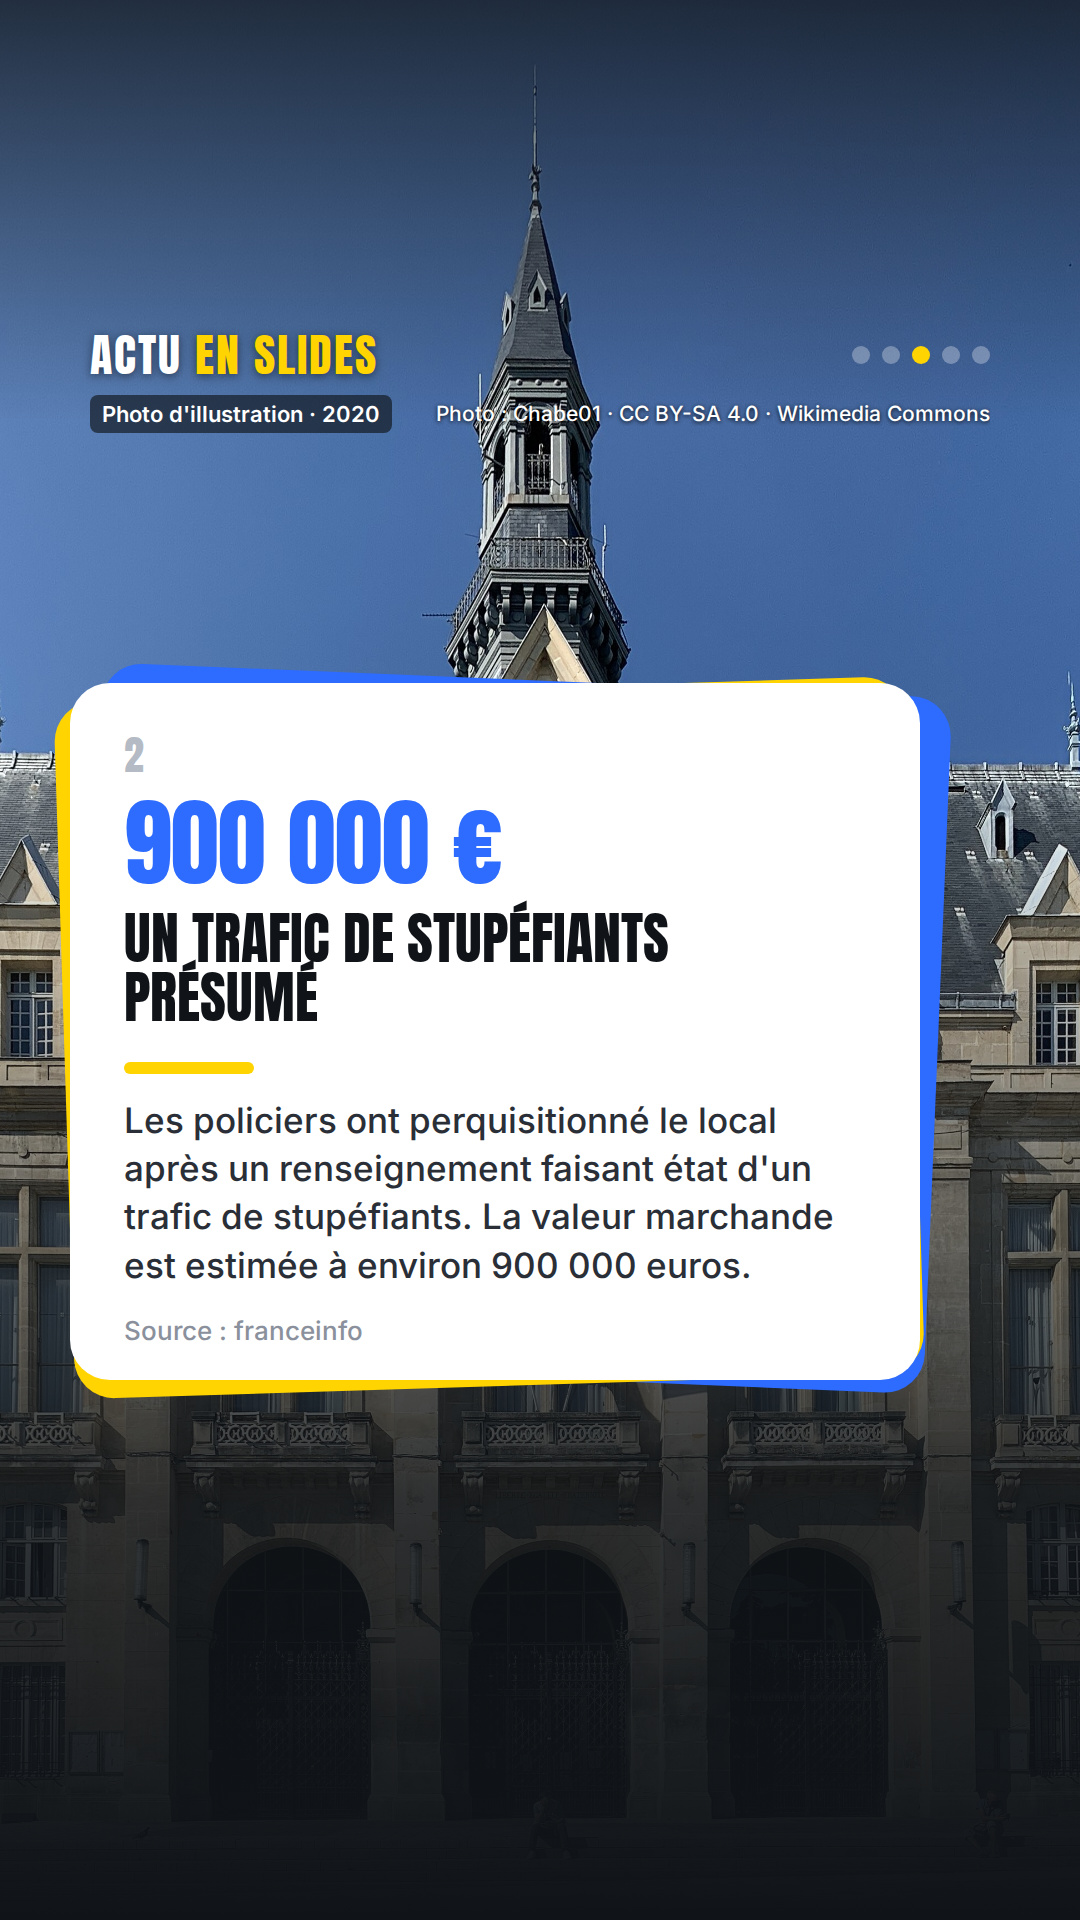 ACTU EN SLIDES
Photo d'illustration · 2020
Photo : Chabe01 · CC BY-SA 4.0 · Wikimedia Commons
2
900 000 €
UN TRAFIC DE STUPÉFIANTS
PRÉSUMÉ
Les policiers ont perquisitionné le local
après un renseignement faisant état d'un
trafic de stupéfiants. La valeur marchande
est estimée à environ 900 000 euros.
Source : franceinfo